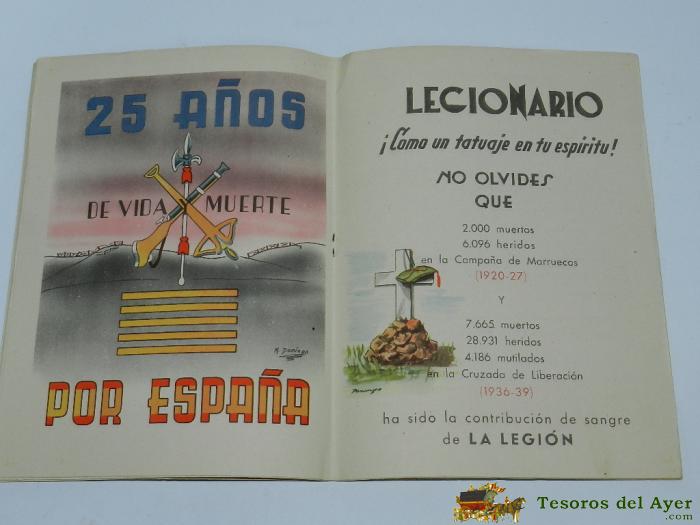 25 AÑOS
DE VIDA Y MUERTE
M. Domingo
POR ESPAÑA
LEGIONARIO
¡Como un tatuaje en tu espíritu!
NO OLVIDES
QUE
2.000 muertos
6.096 heridos
en la Campaña de Marruecos
(1920-27)
Y
7.665 muertos
28.931 heridos
4.186 mutilados
en la Cruzada de Liberación
(1936-39)
ha sido la contribución de sangre
de LA LEGIÓN
Domingo
Tesoros del Ayer
.com